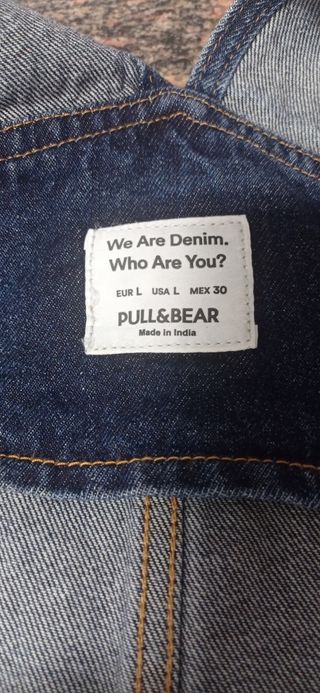 We Are Denim.
Who Are You?
EUR L USA L MEX 30
PULL&BEAR
Made in India